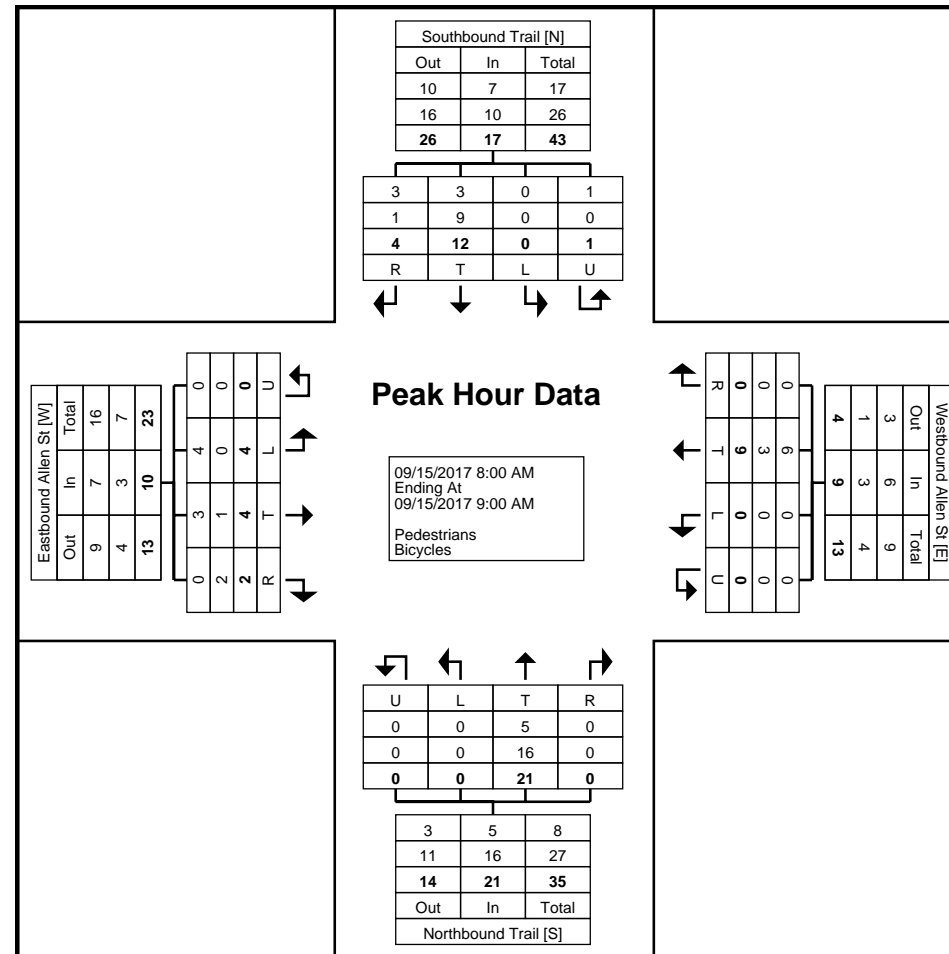 Southbound Trail [N]
Out In Total
10 7 17
16 10 26
26 17 43
3 3 0 1
1 9 0 0
4 12 0 1
R T L U
Peak Hour Data
09/15/2017 8:00 AM
Ending At
09/15/2017 9:00 AM
Pedestrians
Bicycles
Eastbound Allen St [W]
Out In Total
9 7 16
4 3 7
13 10 23
0 3 4 0
2 1 0 0
2 4 4 0
R T L U
Westbound Allen St [E]
Out In Total
3 6 9
1 3 4
4 9 13
0 6 0 0
0 3 0 0
0 9 0 0
R T L U
U L T R
0 0 5 0
0 0 16 0
0 0 21 0
3 5 8
11 16 27
14 21 35
Out In Total
Northbound Trail [S]